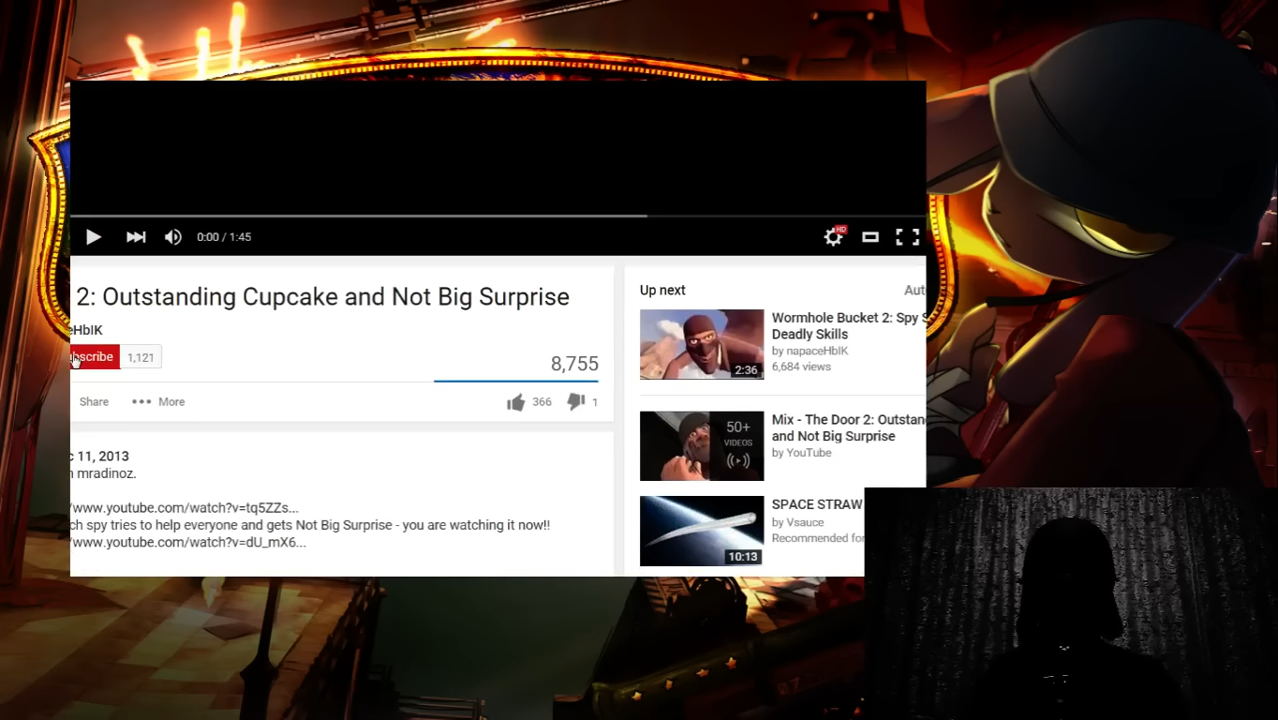 0:00 / 1:45
HD
2: Outstanding Cupcake and Not Big Surprise
eHbIK
bscribe 1,121
8,755
Share ••• More
366 1
c 11, 2013
mradinoz.
/www.youtube.com/watch?v=tq5ZZs...
ch spy tries to help everyone and gets Not Big Surprise - you are watching it now!!
/www.youtube.com/watch?v=dU_mX6...
Up next
Aut
Wormhole Bucket 2: Spy S
Deadly Skills
by napaceHbIK
6,684 views
2:36
Mix - The Door 2: Outstan
and Not Big Surprise
by YouTube
50+
VIDEOS
SPACE STRAW
by Vsauce
Recommended for
10:13